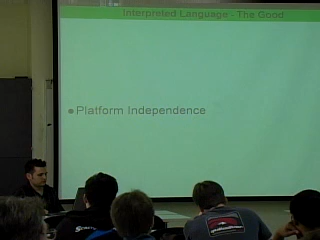 Interpreted Language - The Good
Platform Independence